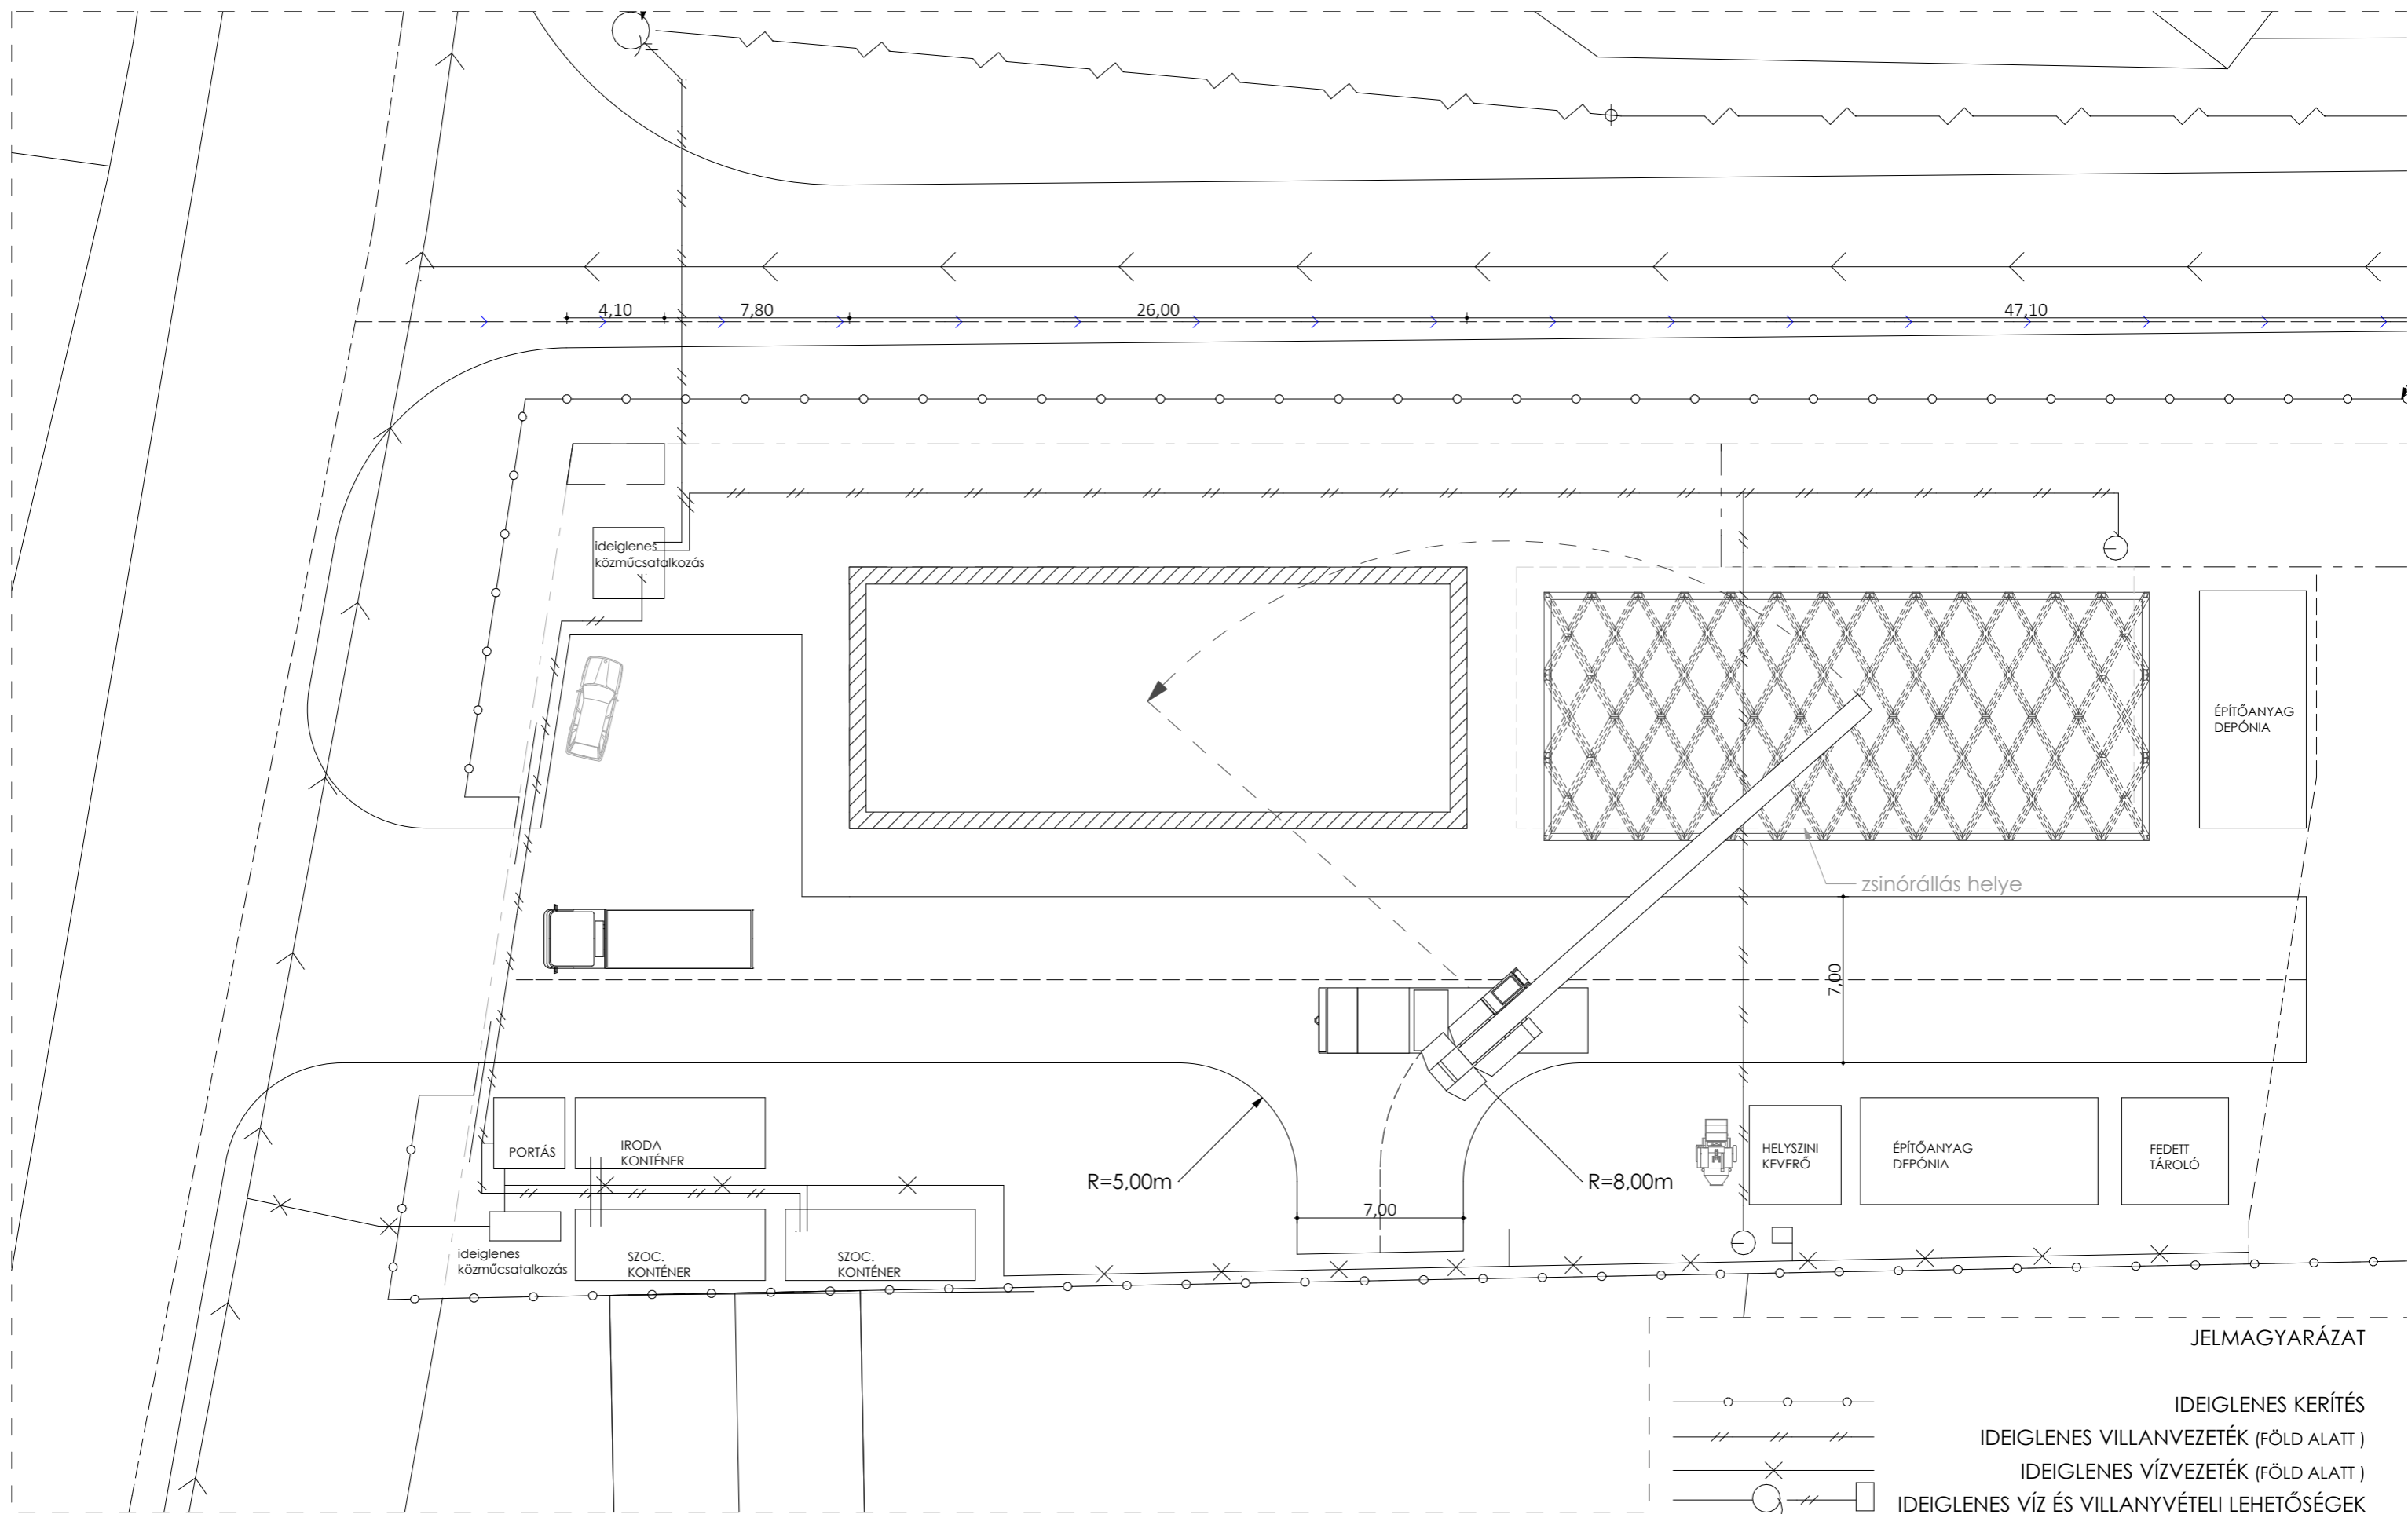 4,10
7,80
26,00
47,10
ideiglenes
közműcsatalkozás
ÉPÍTŐANYAG
DEPÓNIA
zsinórállás helye
7,00
PORTÁS
IRODA
KONTÉNER
R=5,00m
R=8,00m
HELYSZINI
KEVERŐ
ÉPÍTŐANYAG
DEPÓNIA
FEDETT
TÁROLÓ
7,00
ideiglenes
közműcsatalkozás
SZOC.
KONTÉNER
SZOC.
KONTÉNER
JELMAGYARÁZAT
IDEIGLENES KERÍTÉS
IDEIGLENES VILLANVEZETÉK (FÖLD ALATT )
IDEIGLENES VÍZVEZETÉK (FÖLD ALATT )
IDEIGLENES VÍZ ÉS VILLANYVÉTELI LEHETŐSÉGEK